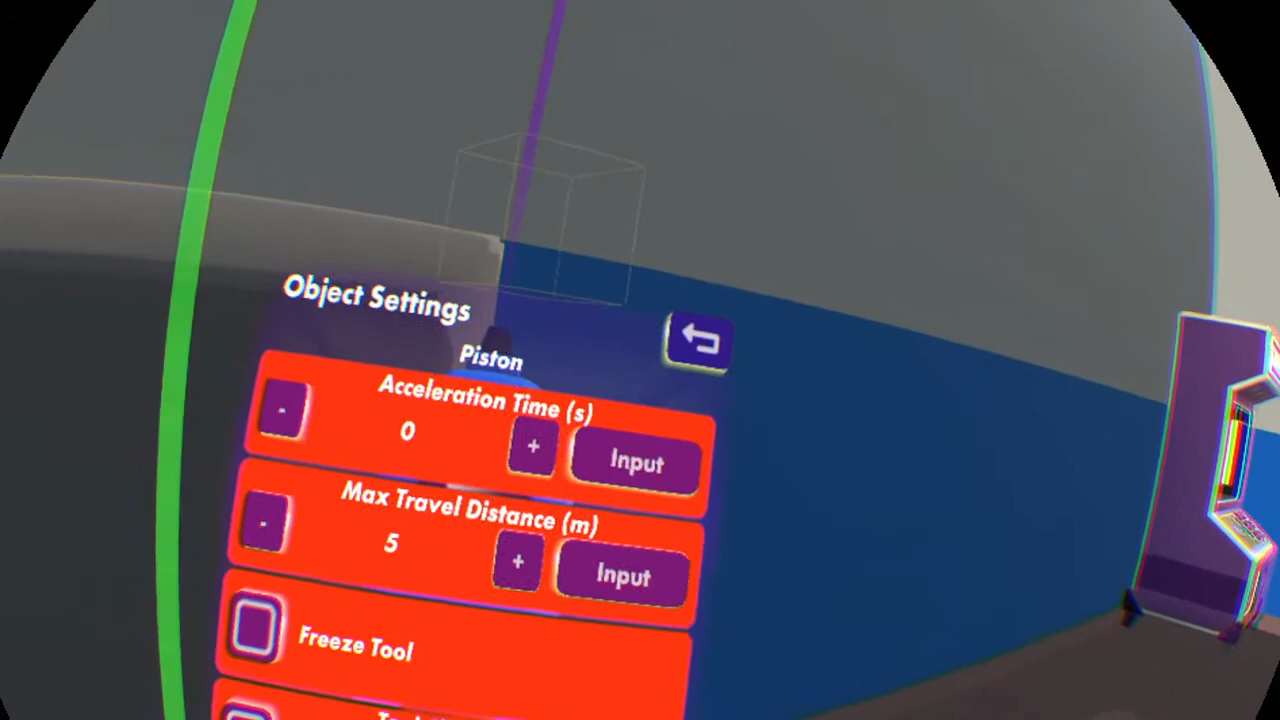 Object Settings
Piston
Acceleration Time (s)
-
0
+
Input
Max Travel Distance (m)
-
5
+
Input
Freeze Tool